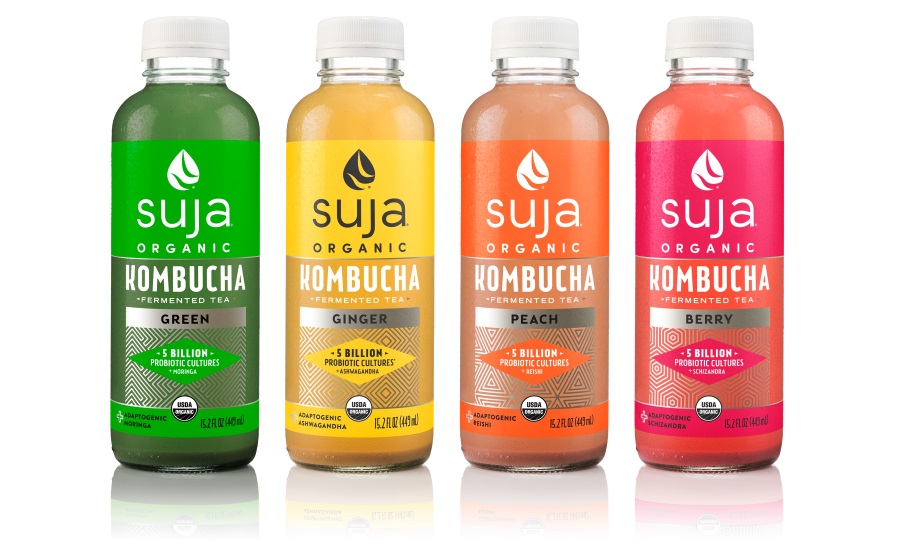 suja
ORGANIC
KOMBUCHA
FERMENTED TEA
GREEN
5 BILLION
PROBIOTIC CULTURES
+ MORINGA
USDA
ORGANIC
+ ADAPTOGENIC
MORINGA
15.2 FL OZ (449 mL)
suja
ORGANIC
KOMBUCHA
FERMENTED TEA
GINGER
5 BILLION
PROBIOTIC CULTURES*
+ ASHWAGANDHA
USDA
ORGANIC
+ ADAPTOGENIC
ASHWAGANDHA
15.2 FL OZ (449 mL)
suja
ORGANIC
KOMBUCHA
FERMENTED TEA
PEACH
5 BILLION
PROBIOTIC CULTURES
+ REISHI
USDA
ORGANIC
+ ADAPTOGENIC
REISHI
15.2 FL OZ (449 mL)
suja
ORGANIC
KOMBUCHA
FERMENTED TEA
BERRY
5 BILLION
PROBIOTIC CULTURES
+ SCHIZANDRA
USDA
ORGANIC
+ ADAPTOGENIC
SCHIZANDRA
15.2 FL OZ (449 mL)